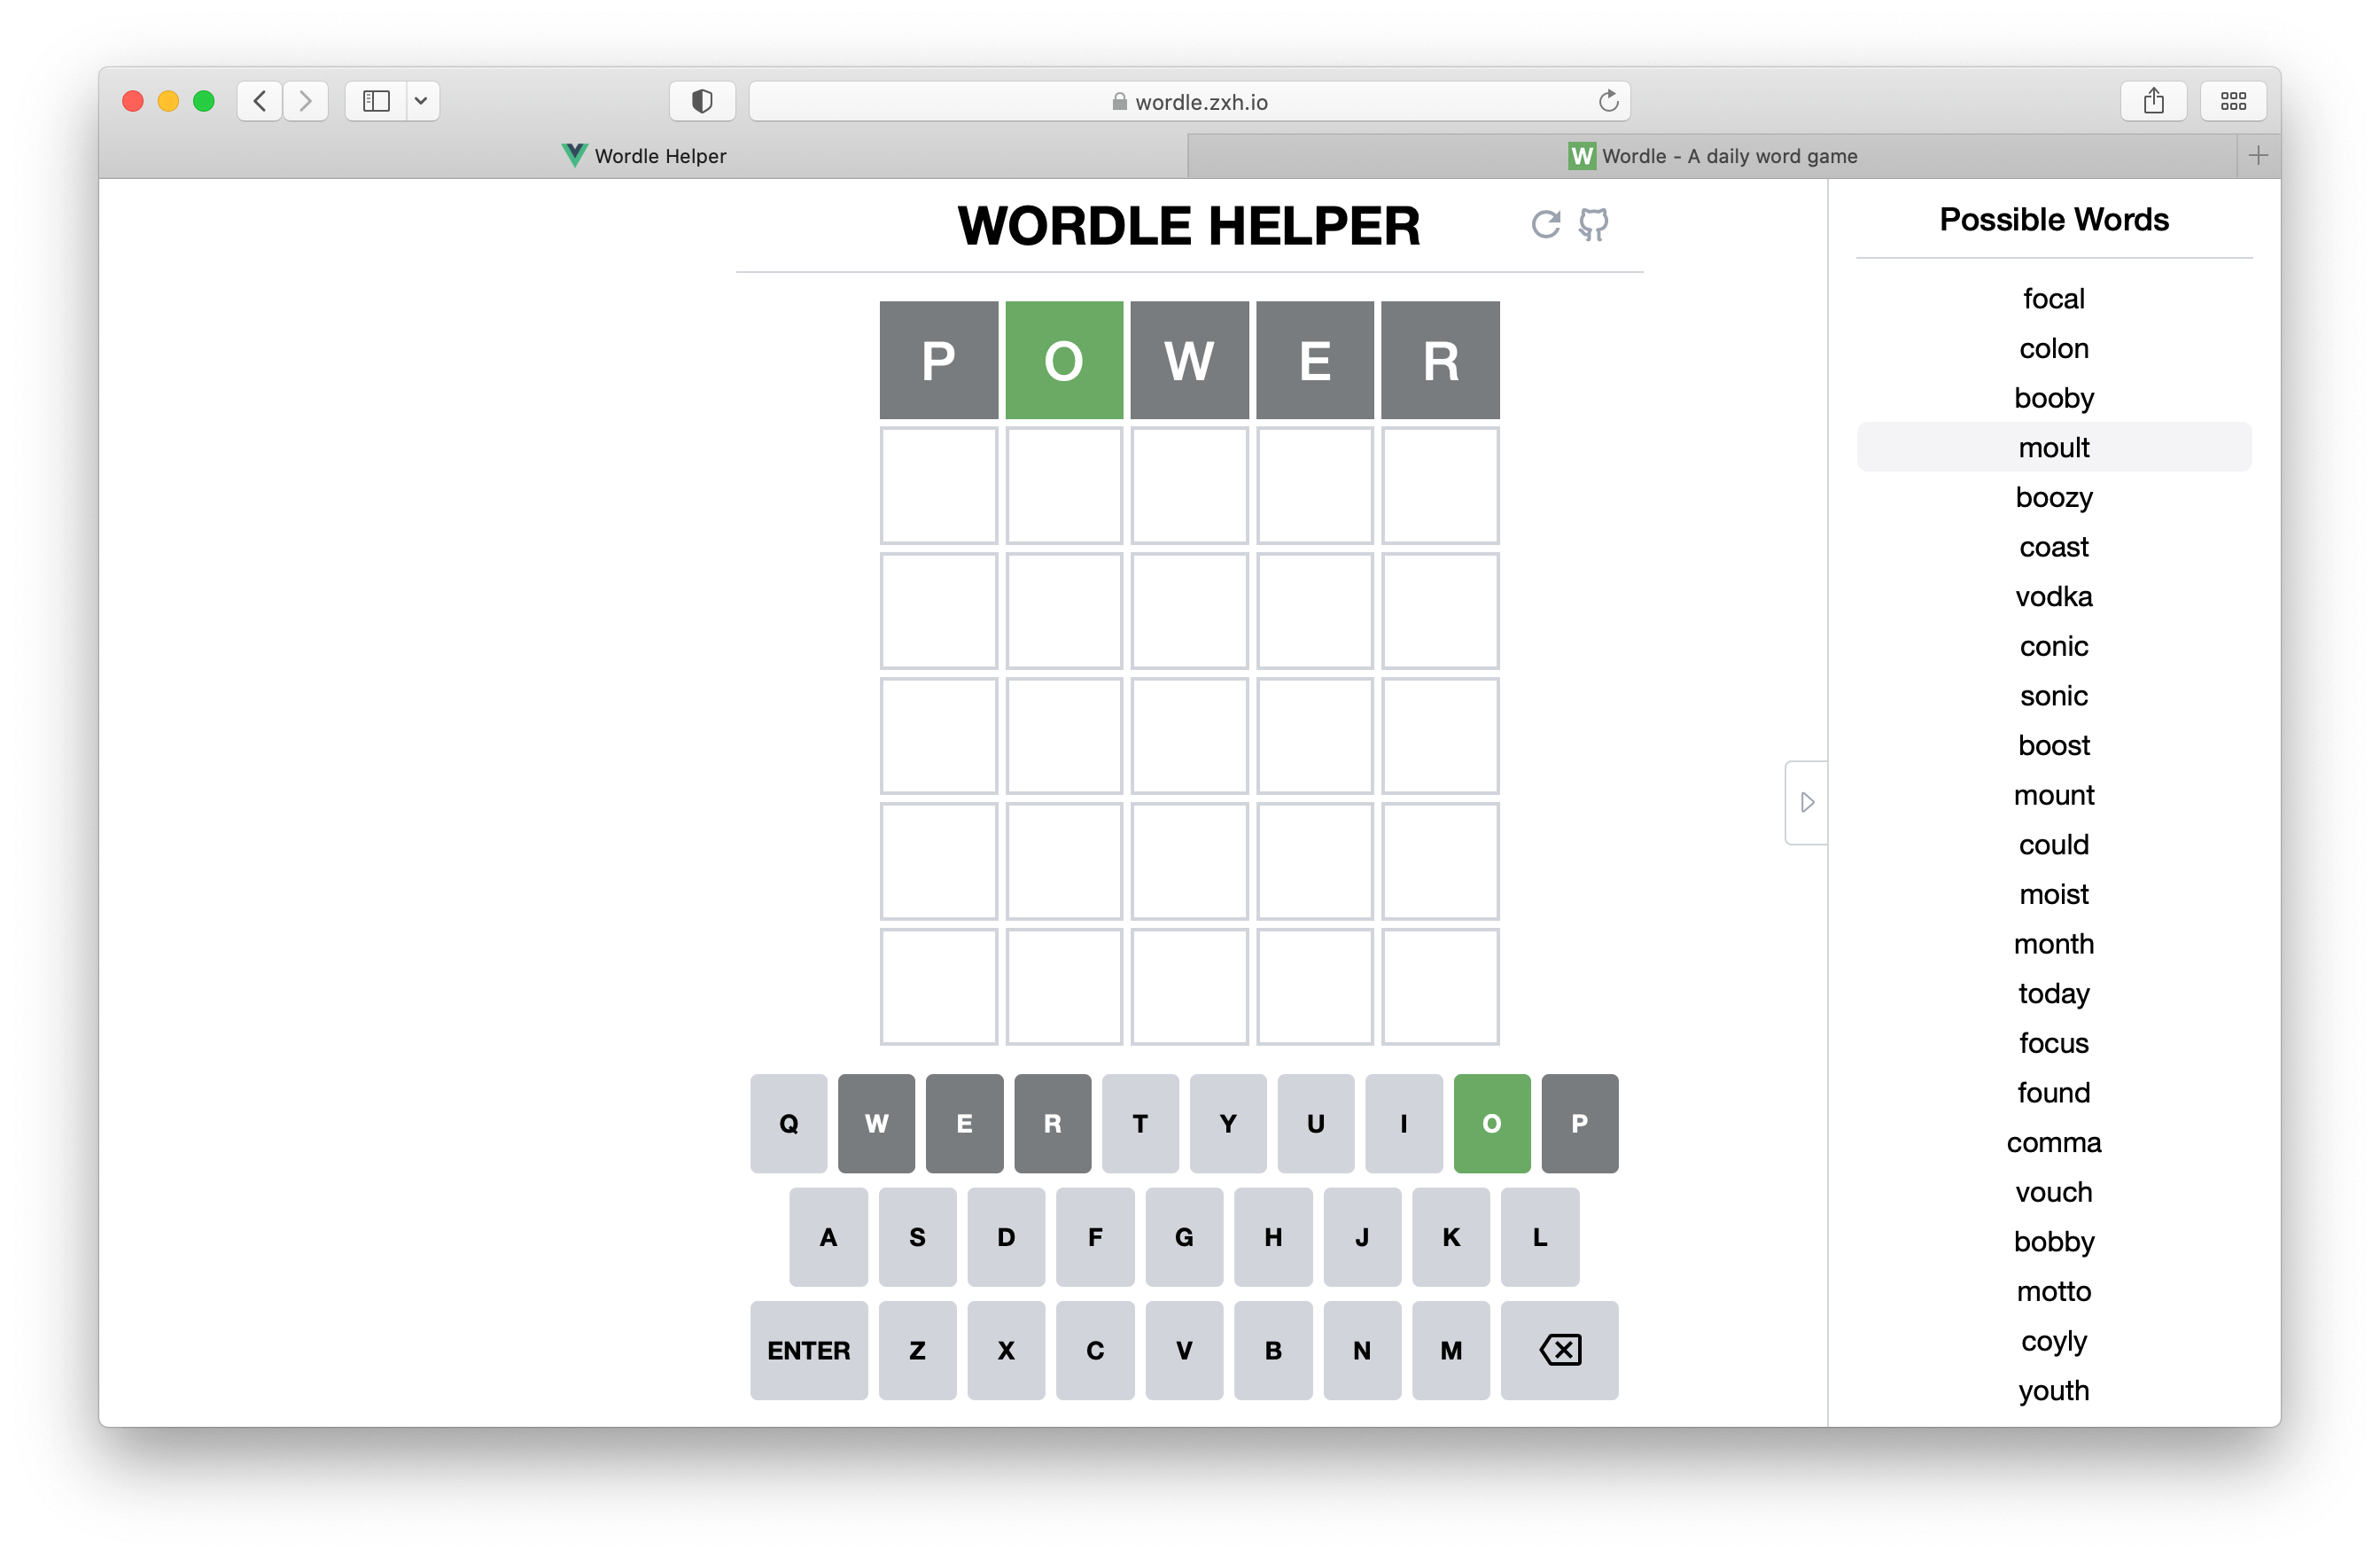 wordle.zxh.io
Wordle Helper
W Wordle - A daily word game
WORDLE HELPER
P O W E R
Q W E R T Y U I O P
A S D F G H J K L
ENTER Z X C V B N M
Possible Words
focal
colon
booby
moult
boozy
coast
vodka
conic
sonic
boost
mount
could
moist
month
today
focus
found
comma
vouch
bobby
motto
coyly
youth